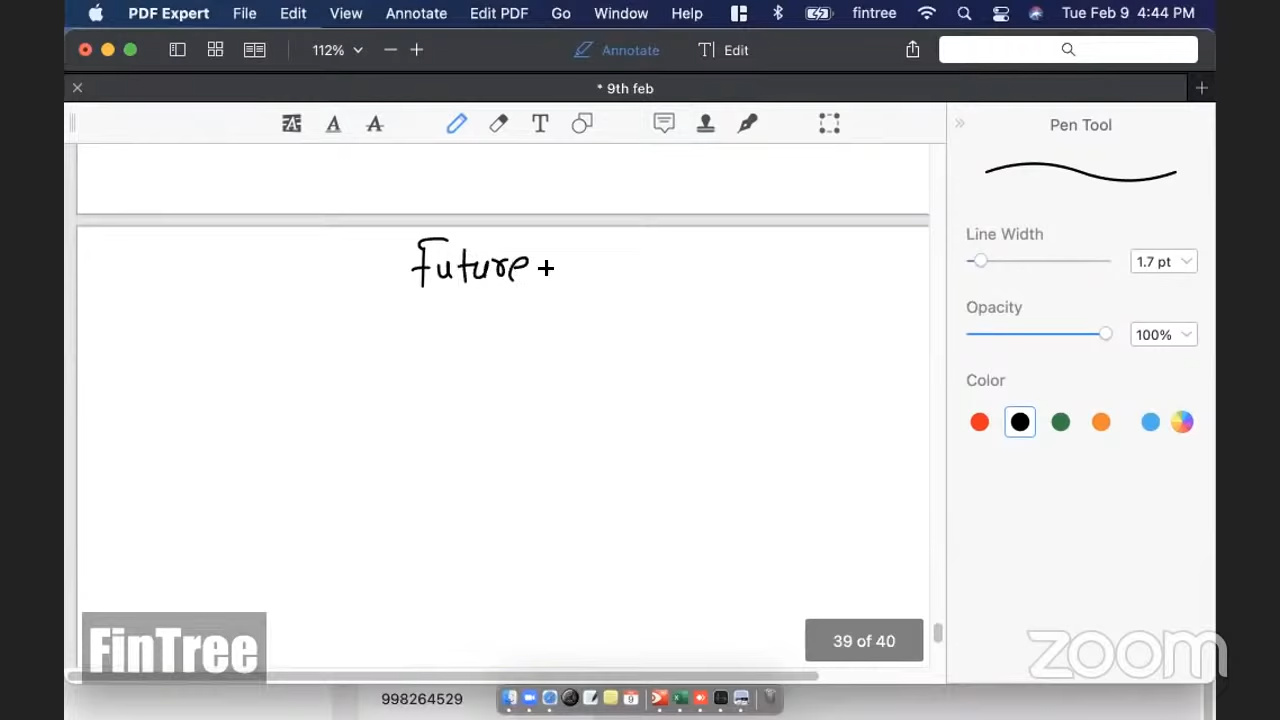 PDF Expert File Edit View Annotate Edit PDF Go Window Help fintree Tue Feb 9 4:44 PM
112% Annotate T Edit
* 9th feb
A A A T
Pen Tool
Line Width
1.7 pt
Opacity
100%
Color
Future
FinTree
39 of 40
zoom
998264529
9